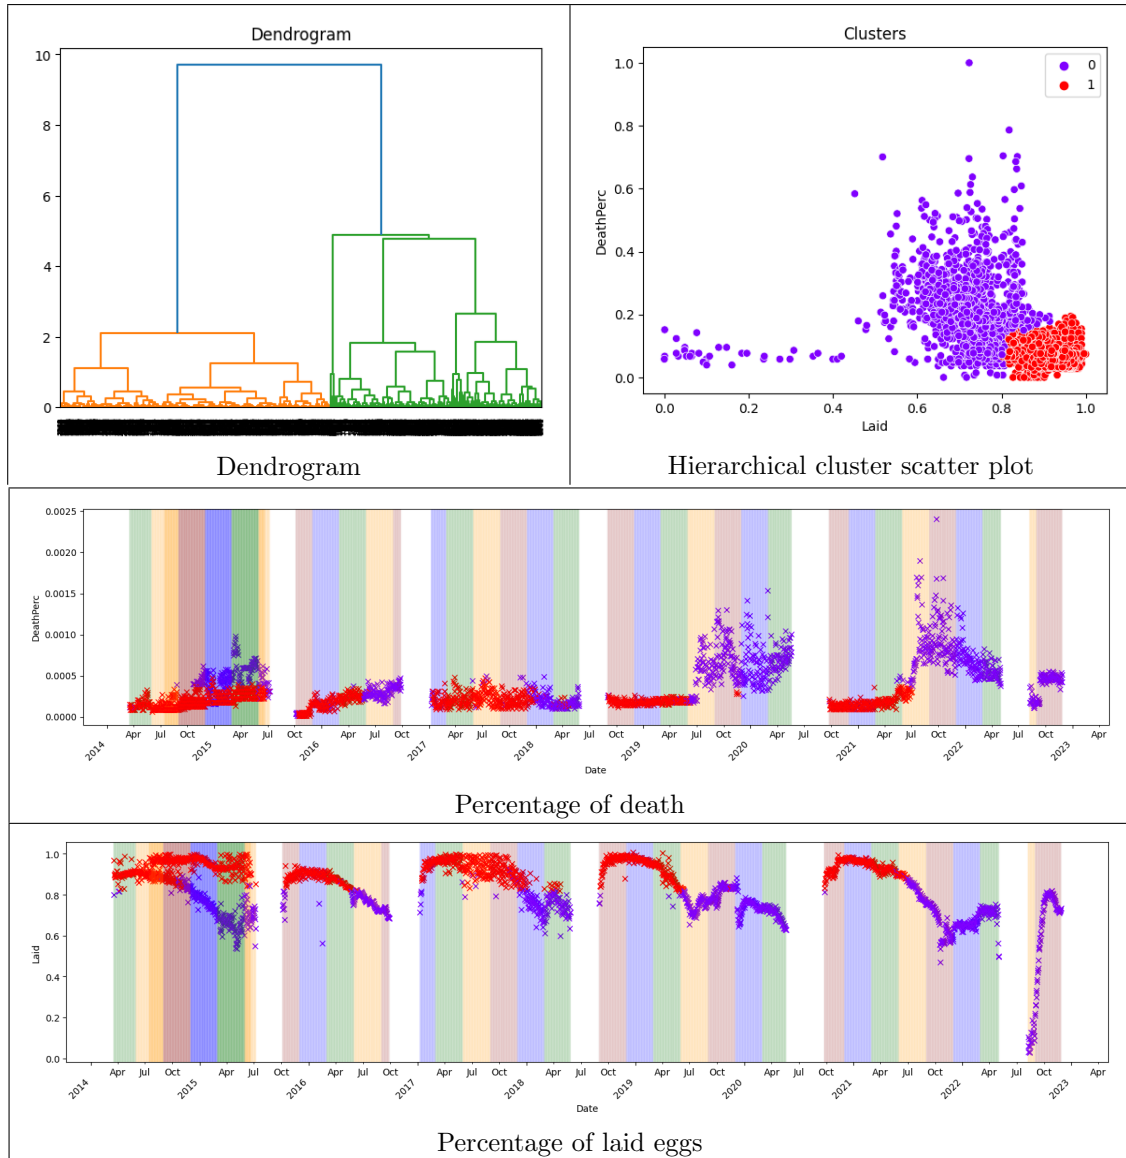 Dendrogram
10
8
6
4
2
0
Dendrogram
Clusters
0
1
1.0
0.8
0.6
0.4
0.2
0.0
DeathPerc
0.0 0.2 0.4 0.6 0.8 1.0
Laid
Hierarchical cluster scatter plot
0.0025
0.0020
0.0015
0.0010
0.0005
0.0000
DeathPerc
Apr Jul Oct Apr Jul Oct Apr Jul Oct Apr Jul Oct Apr Jul Oct Apr Jul Oct Apr Jul Oct Apr Jul Oct Apr Jul Oct Apr
2014 2015 2016 2017 2018 2019 2020 2021 2022 2023
Date
Percentage of death
1.0
0.8
0.6
0.4
0.2
0.0
Laid
Apr Jul Oct Apr Jul Oct Apr Jul Oct Apr Jul Oct Apr Jul Oct Apr Jul Oct Apr Jul Oct Apr Jul Oct Apr Jul Oct Apr
2014 2015 2016 2017 2018 2019 2020 2021 2022 2023
Date
Percentage of laid eggs